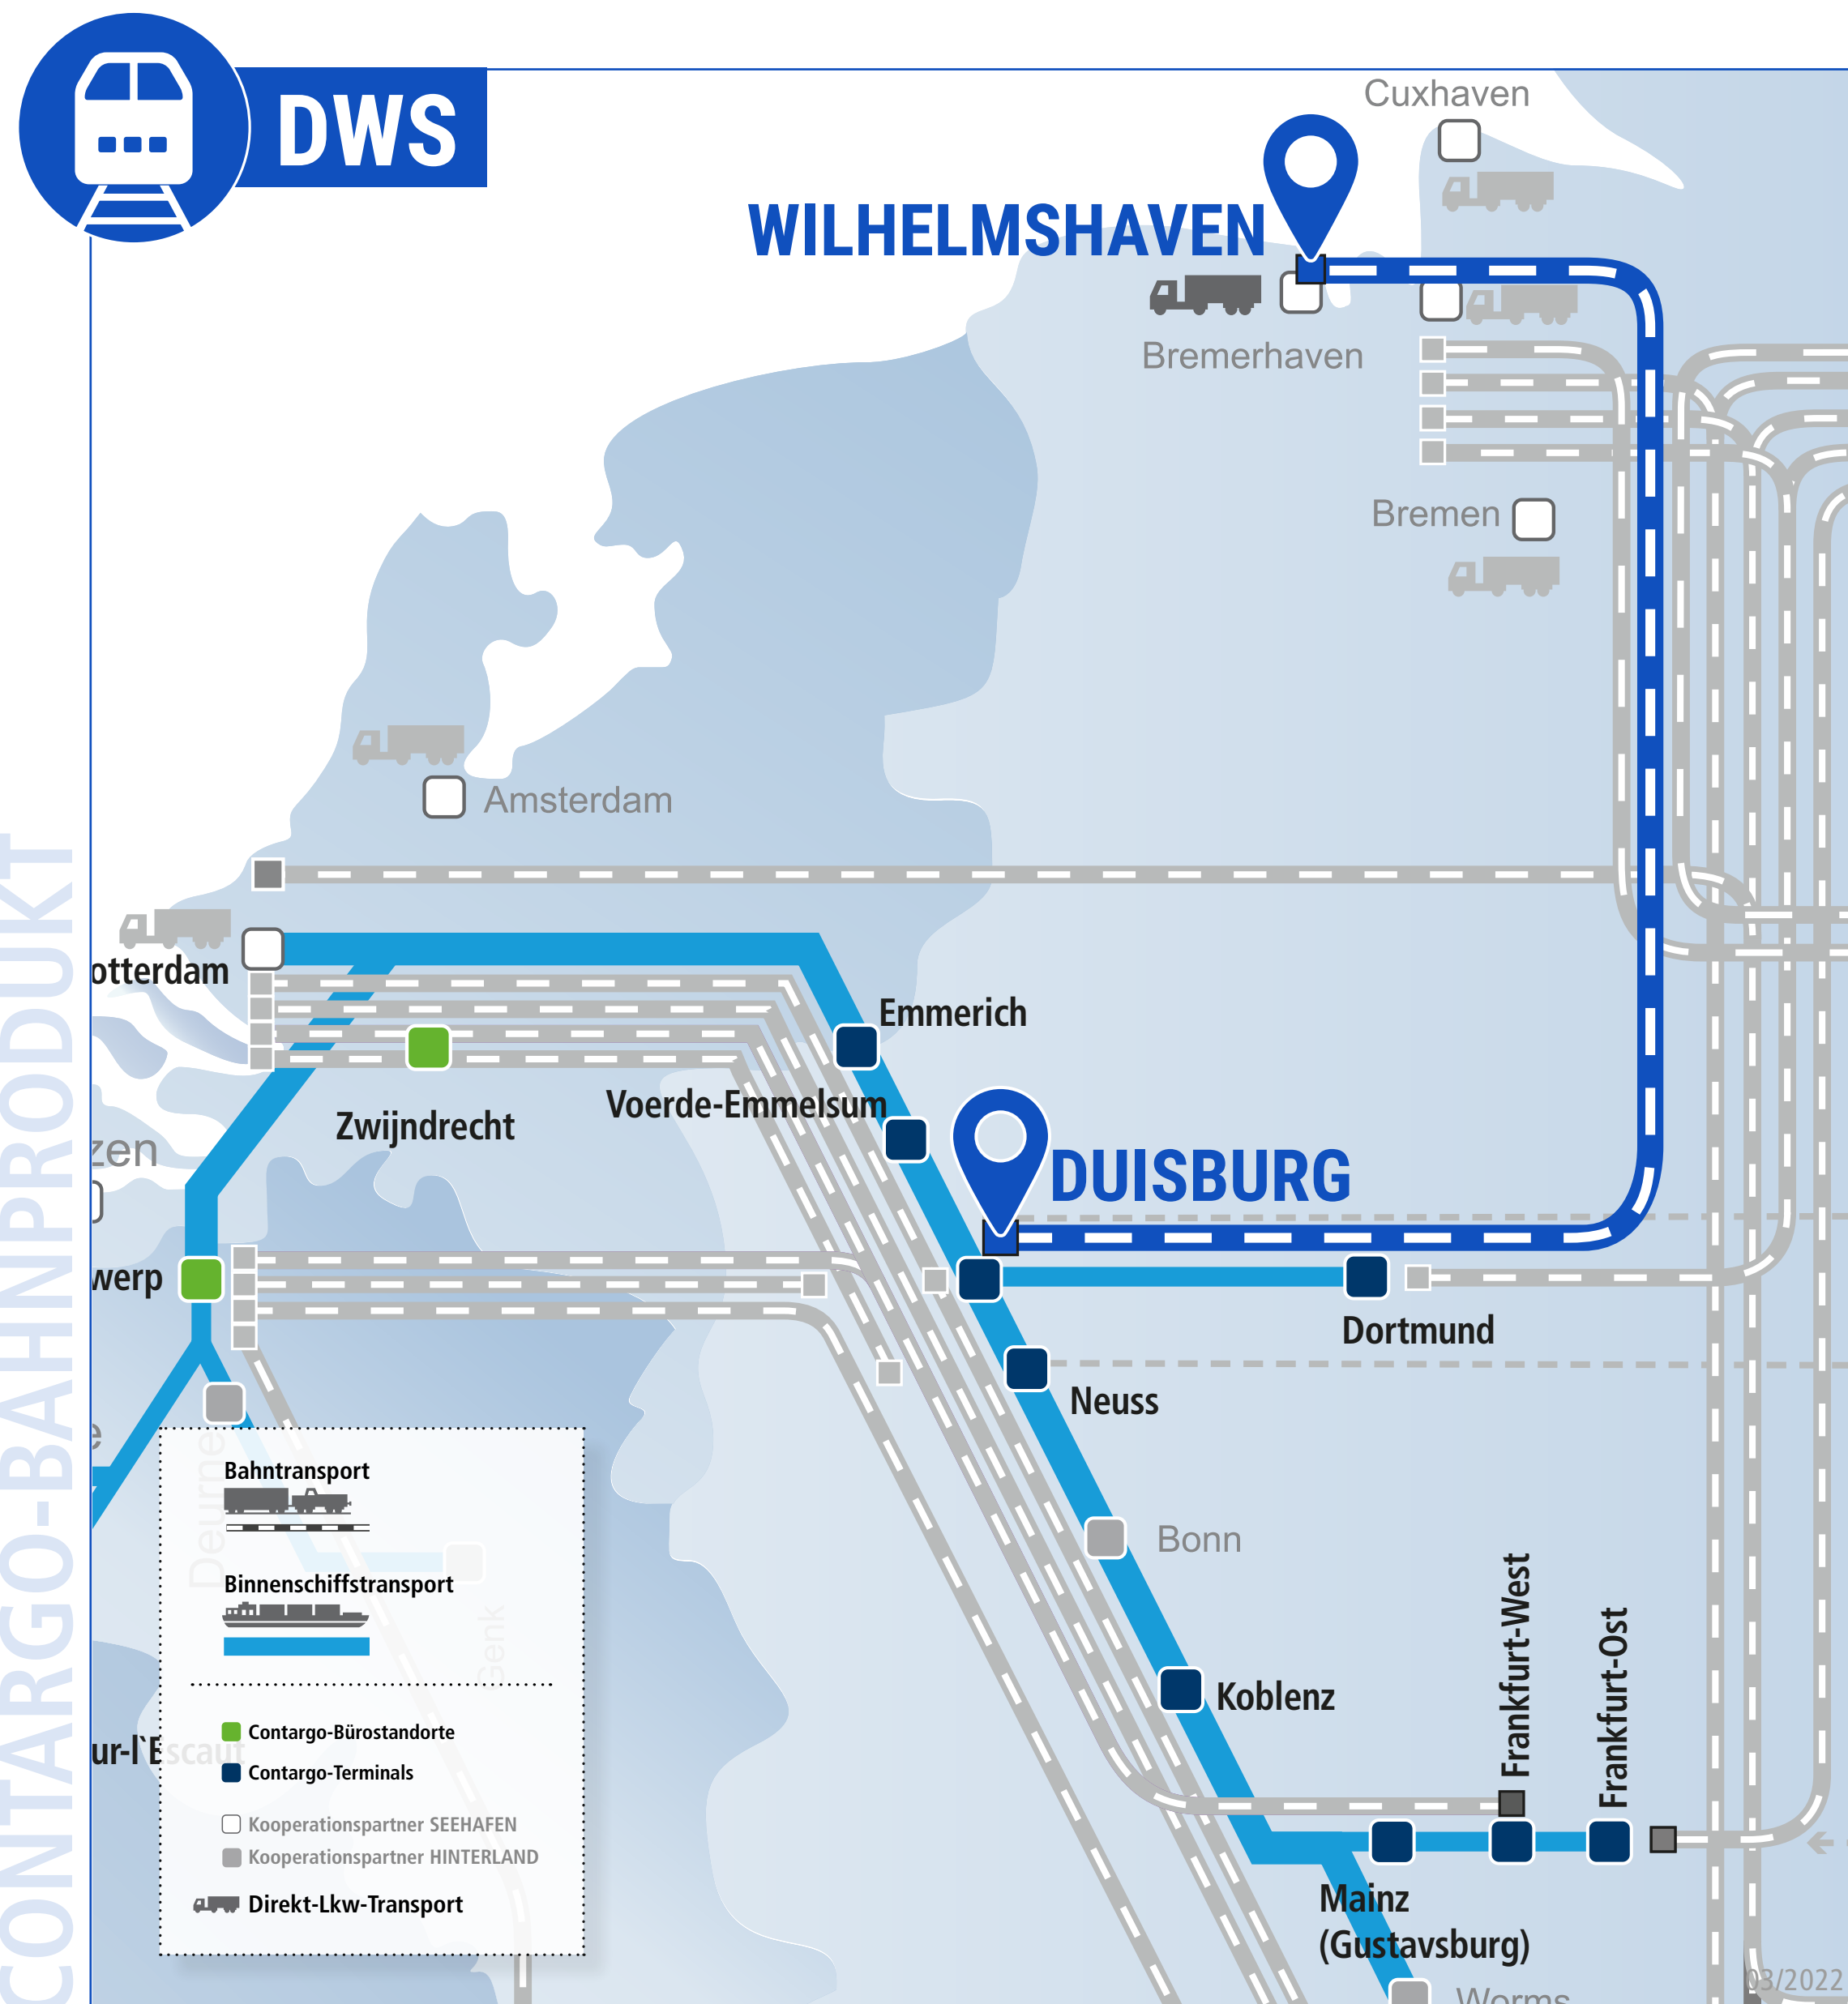 DWS
Cuxhaven
WILHELMSHAVEN
Bremerhaven
Bremen
Amsterdam
otterdam
Emmerich
Voerde-Emmelsum
Zwijndrecht
zen
DUISBURG
werp
Dortmund
Neuss
e
Deurne
Bahntransport
Bonn
Binnenschiffstransport
Genk
Frankfurt-West
Frankfurt-Ost
Koblenz
Contargo-Bürostandorte
ur-l`Escaut
Contargo-Terminals
Kooperationspartner SEEHAFEN
Kooperationspartner HINTERLAND
Direkt-Lkw-Transport
Mainz
(Gustavsburg)
Worms
03/2022
CONTARGO-BAHNPRODUKT